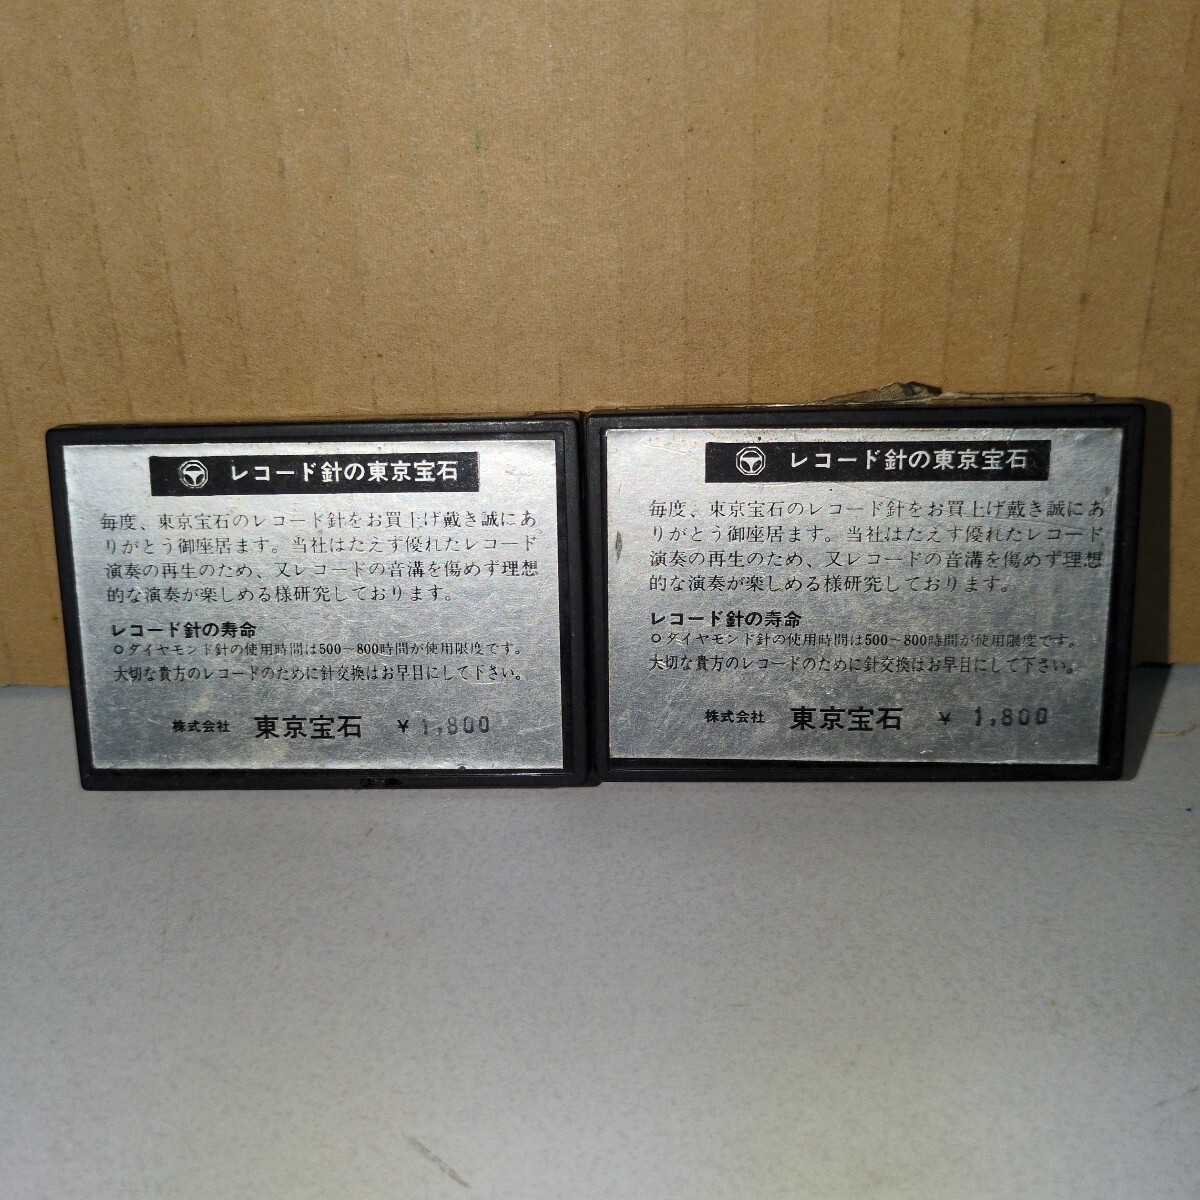 レコード針の東京宝石
毎度、東京宝石のレコード針をお買上げ戴き誠にあ
りがとう御座居ます。当社はたえず優れたレコード
演奏の再生のため、又レコードの音溝を傷めず理想
的な演奏が楽しめる様研究しております。
レコード針の寿命
○ダイヤモンド針の使用時間は500~800時間が使用限度です。
大切な貴方のレコードのために針交換はお早目にして下さい。
株式会社 東京宝石 ¥ 1,800
レコード針の東京宝石
毎度、東京宝石のレコード針をお買上げ戴き誠にあ
りがとう御座居ます。当社はたえず優れたレコード
演奏の再生のため、又レコードの音溝を傷めず理想
的な演奏が楽しめる様研究しております。
レコード針の寿命
○ダイヤモンド針の使用時間は500~800時間が使用限度です。
大切な貴方のレコードのために針交換はお早目にして下さい。
株式会社 東京宝石 ¥ 1,800